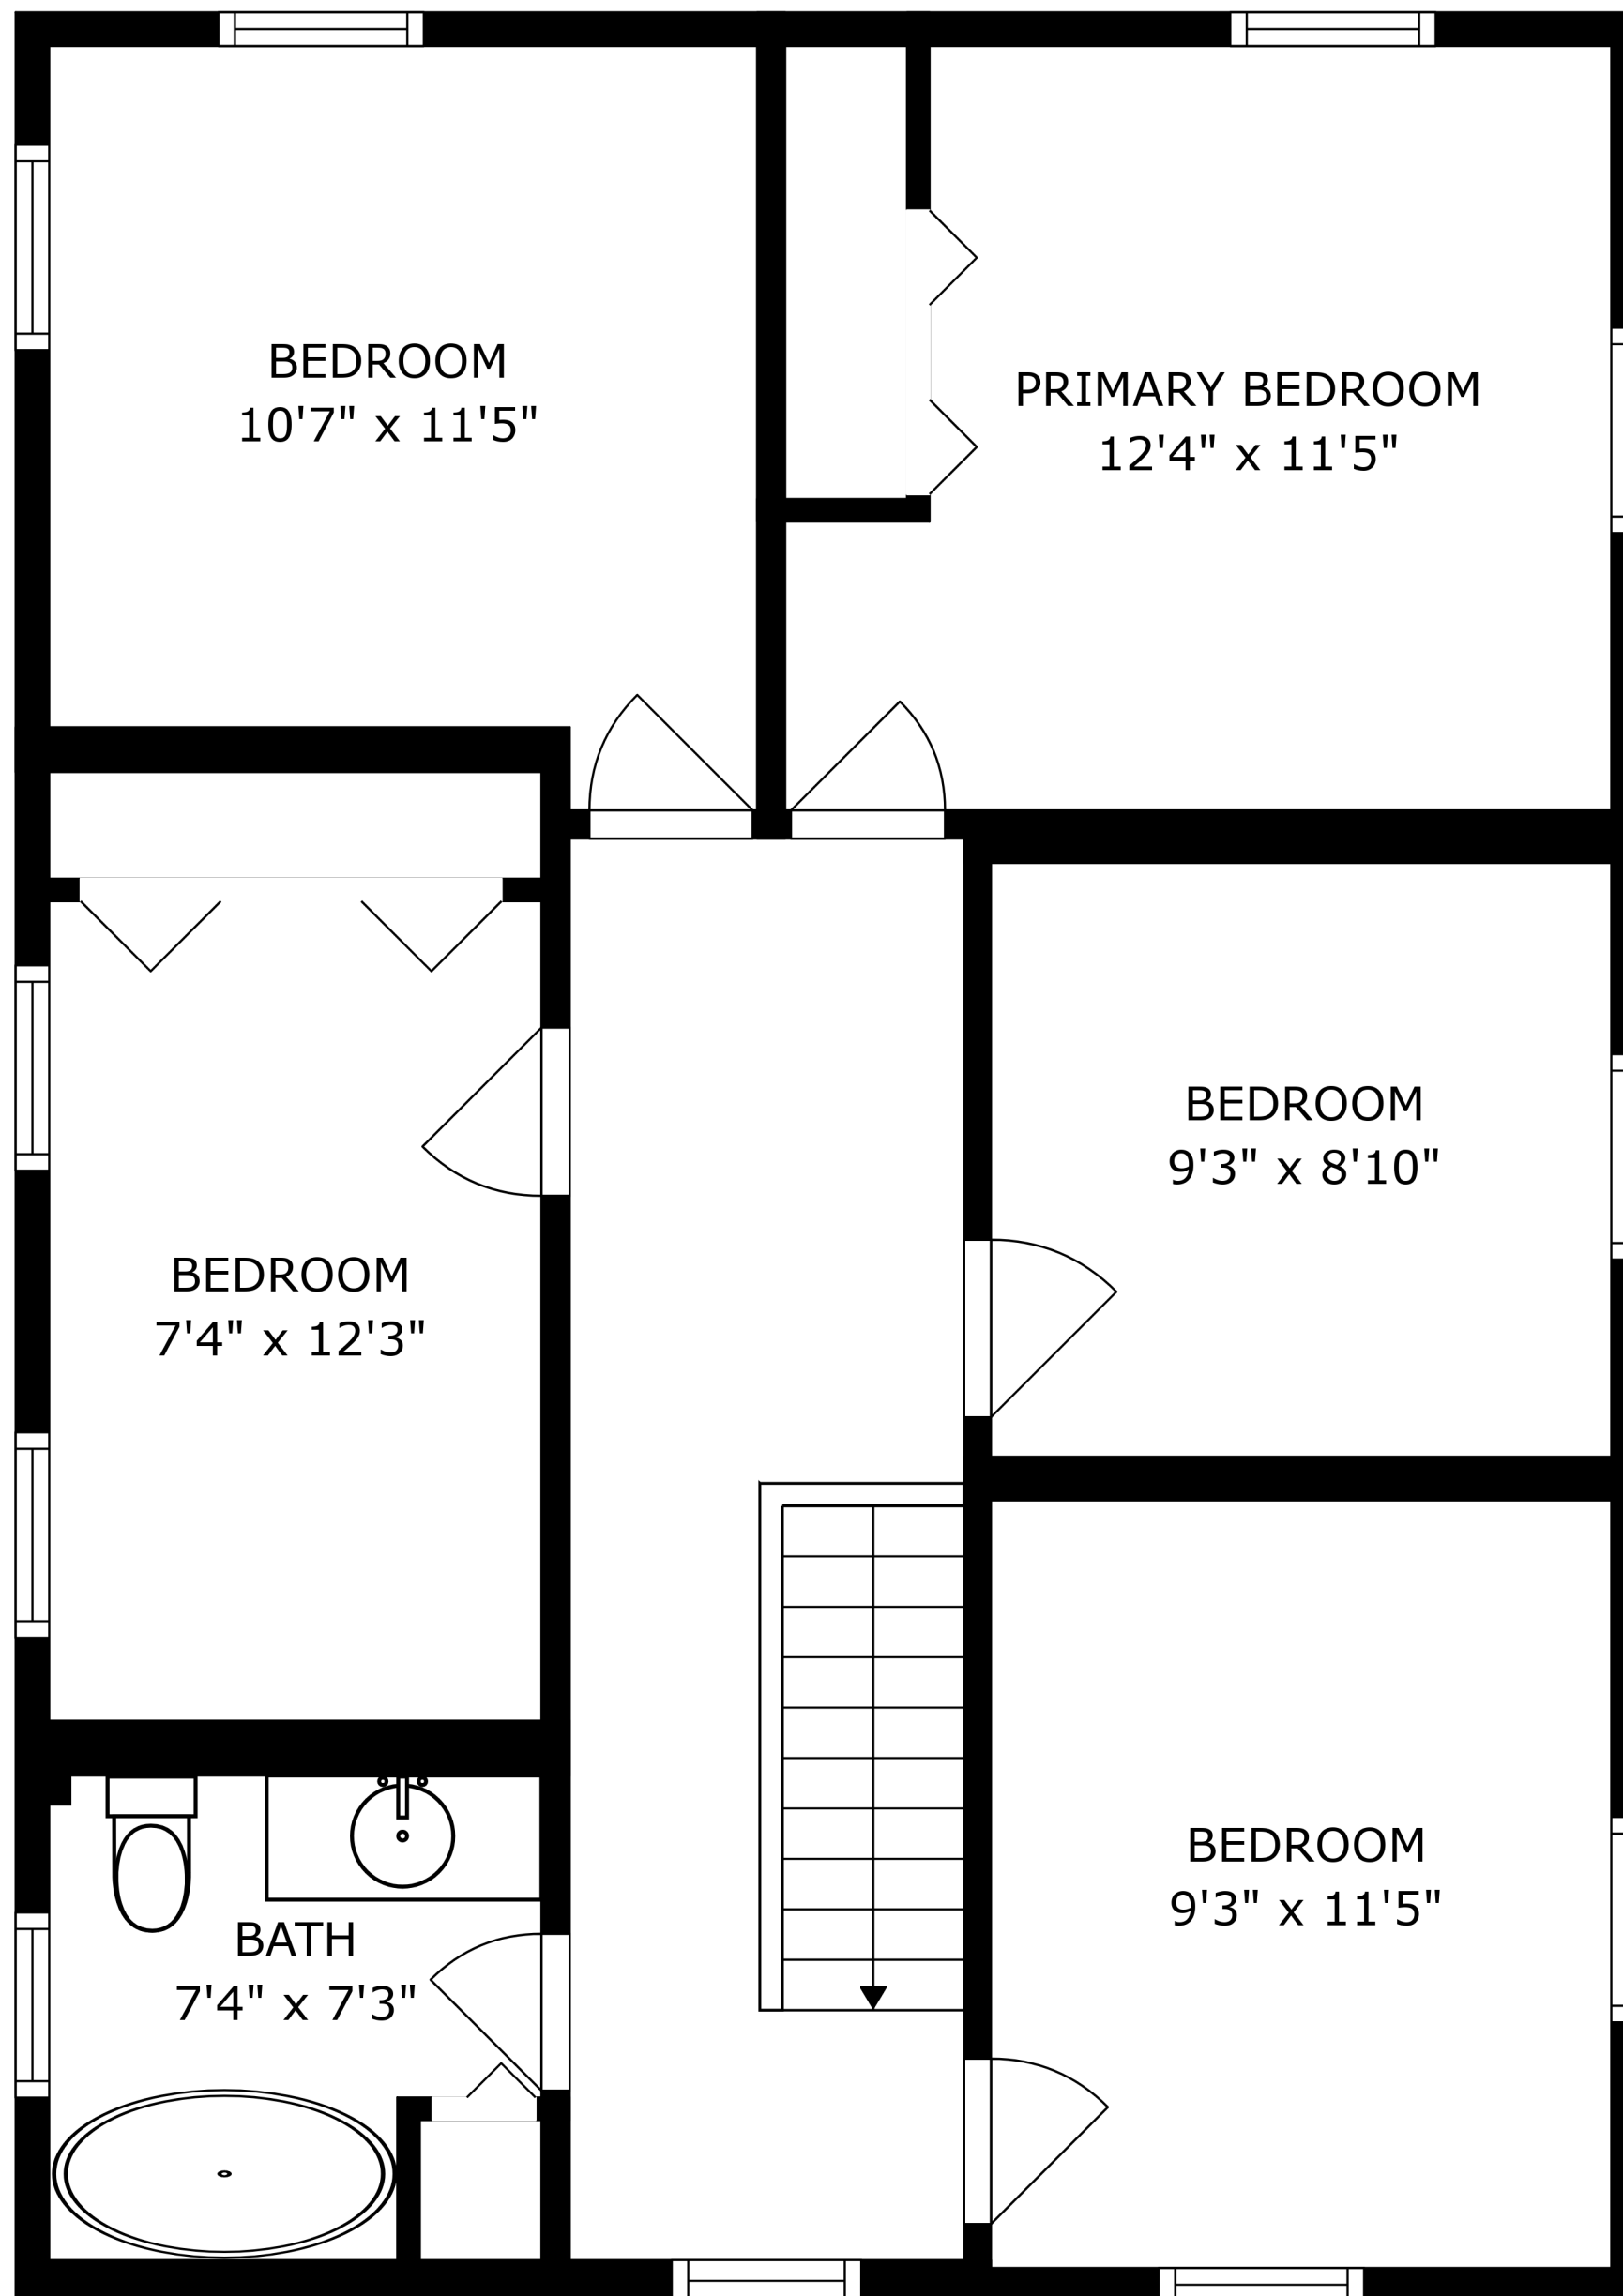 BEDROOM
10'7" x 11'5"
PRIMARY BEDROOM
12'4" x 11'5"
BEDROOM
9'3" x 8'10"
BEDROOM
7'4" x 12'3"
BEDROOM
9'3" x 11'5"
BATH
7'4" x 7'3"